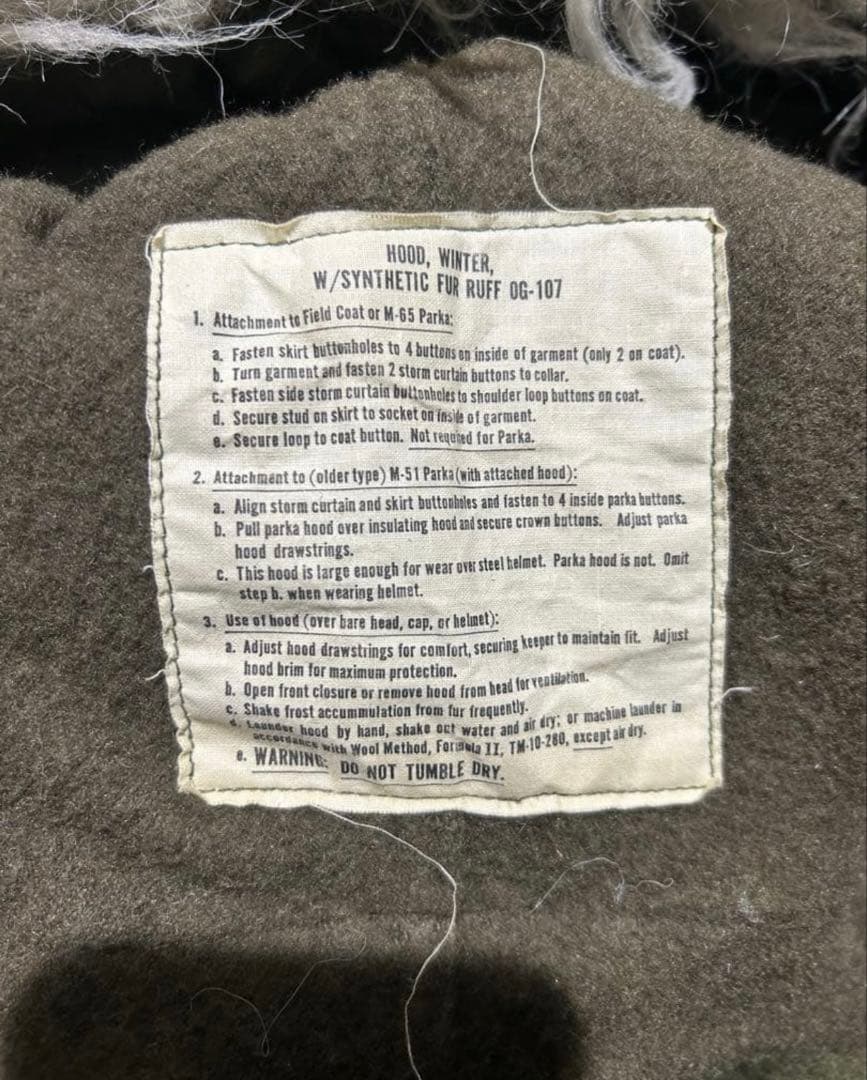 HOOD, WINTER,
W/SYNTHETIC FUR RUFF OG-107
1. Attachment to Field Coat or M-65 Parka:
a. Fasten skirt buttonholes to 4 buttons on inside of garment (only 2 on coat).
b. Turn garment and fasten 2 storm curtain buttons to collar.
c. Fasten side storm curtain buttonholes to shoulder loop buttons on coat.
d. Secure stud on skirt to socket on inside of garment.
e. Secure loop to coat button. Not required for Parka.
2. Attachment to (older type) M-51 Parka (with attached hood):
a. Align storm curtain and skirt buttonholes and fasten to 4 inside parka buttons.
b. Pull parka hood over insulating hood and secure crown buttons. Adjust parka
hood drawstrings.
c. This hood is large enough for wear over steel helmet. Parka hood is not. Omit
step b. when wearing helmet.
3. Use of hood (over bare head, cap, or helmet):
a. Adjust hood drawstrings for comfort, securing keeper to maintain fit. Adjust
hood brim for maximum protection.
b. Open front closure or remove hood from head for ventilation.
c. Shake frost accummulation from fur frequently.
d. Launder hood by hand, shake out water and air dry; or machine launder in
accordance with Wool Method, Formula II, TM-10-280, except air dry.
e. WARNING: DO NOT TUMBLE DRY.